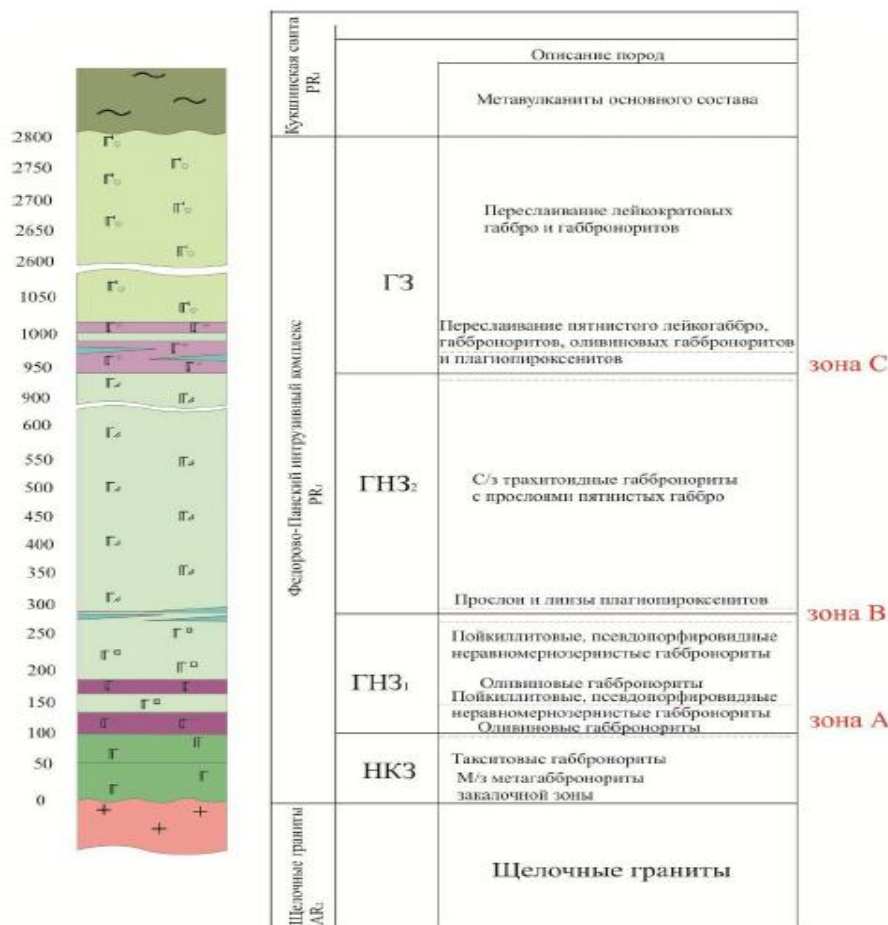 Кукшинская свита
PR₁
Описание пород
Метавулканиты основного состава
2800
2750
2700
2650
2600
1050
1000
950
900
600
550
500
450
400
350
300
250
200
150
100
50
0
Федорово-Панский интрузивный комплекс
PR₁
ГЗ
Переслаивание лейкократовых
габбро и габброноритов
Переслаивание пятнистого лейкогаббро,
габброноритов, оливиновых габброноритов
и плагиопироксенитов
зона С
ГНЗ₂
С/з трахитоидные габбронориты
с прослоями пятнистых габбро
Прослои и линзы плагиопироксенитов
зона В
ГНЗ₁
Пойкиллитовые, псевдопорфировидные
неравномернозернистые габбронориты
Оливиновые габбронориты
Пойкиллитовые, псевдопорфировидные
неравномернозернистые габбронориты
Оливиновые габбронориты
зона А
НКЗ
Такситовые габбронориты
М/з метагаббронориты
закалочной зоны
Щелочные граниты
Щелочные граниты